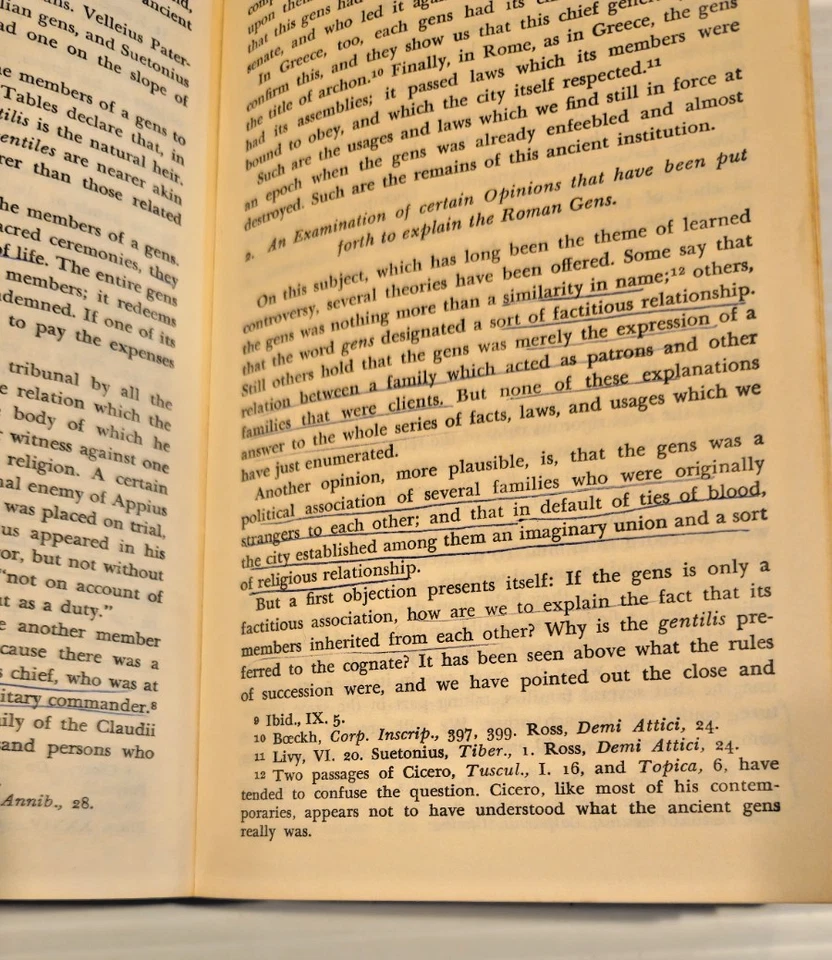 ancient
ns. Velleius Pater-
lian gens, and Suetonius
ad one on the slope of
e members of a gens to
Tables declare that, in
tilis is the natural heir.
entiles are nearer akin
rer than those related
he members of a gens.
acred ceremonies, they
of life. The entire gens
members; it redeems
demned. If one of its
to pay the expenses
tribunal by all the
e relation which the
body of which he
witness against one
religion. A certain
nal enemy of Appius
was placed on trial,
us appeared in his
or, but not without
"not on account of
t as a duty."
e another member
cause there was a
s chief, who was at
itary commander.⁸
ily of the Claudii
and persons who
Annib., 28.
upon
that this gens had
senate, and who led it
In Greece, too, each gens had its
confirm this, and they show us that this chief
the title of archon.¹⁰ Finally, in Rome, as in Greece, the gens
had its assemblies; it passed laws which its members were
bound to obey, and which the city itself respected.¹¹
Such are the usages and laws which we find still in force at
an epoch when the gens was already enfeebled and almost
destroyed. Such are the remains of this ancient institution.
2. An Examination of certain Opinions that have been put
forth to explain the Roman Gens.
On this subject, which has long been the theme of learned
controversy, several theories have been offered. Some say that
the gens was nothing more than a similarity in name;¹² others,
that the word gens designated a sort of factitious relationship.
Still others hold that the gens was merely the expression of a
relation between a family which acted as patrons and other
families that were clients. But none of these explanations
answer to the whole series of facts, laws, and usages which we
have just enumerated.
Another opinion, more plausible, is, that the gens was a
political association of several families who were originally
strangers to each other; and that in default of ties of blood,
the city established among them an imaginary union and a sort
of religious relationship.
But a first objection presents itself: If the gens is only a
factitious association, how are we to explain the fact that its
members inherited from each other? Why is the gentilis pre-
ferred to the cognate? It has been seen above what the rules
of succession were, and we have pointed out the close and
⁹ Ibid., IX. 5.
¹⁰ Bœckh, Corp. Inscrip., 397, 399. Ross, Demi Attici, 24.
¹¹ Livy, VI. 20. Suetonius, Tiber., 1. Ross, Demi Attici, 24.
¹² Two passages of Cicero, Tuscul., I. 16, and Topica, 6, have
tended to confuse the question. Cicero, like most of his contem-
poraries, appears not to have understood what the ancient gens
really was.